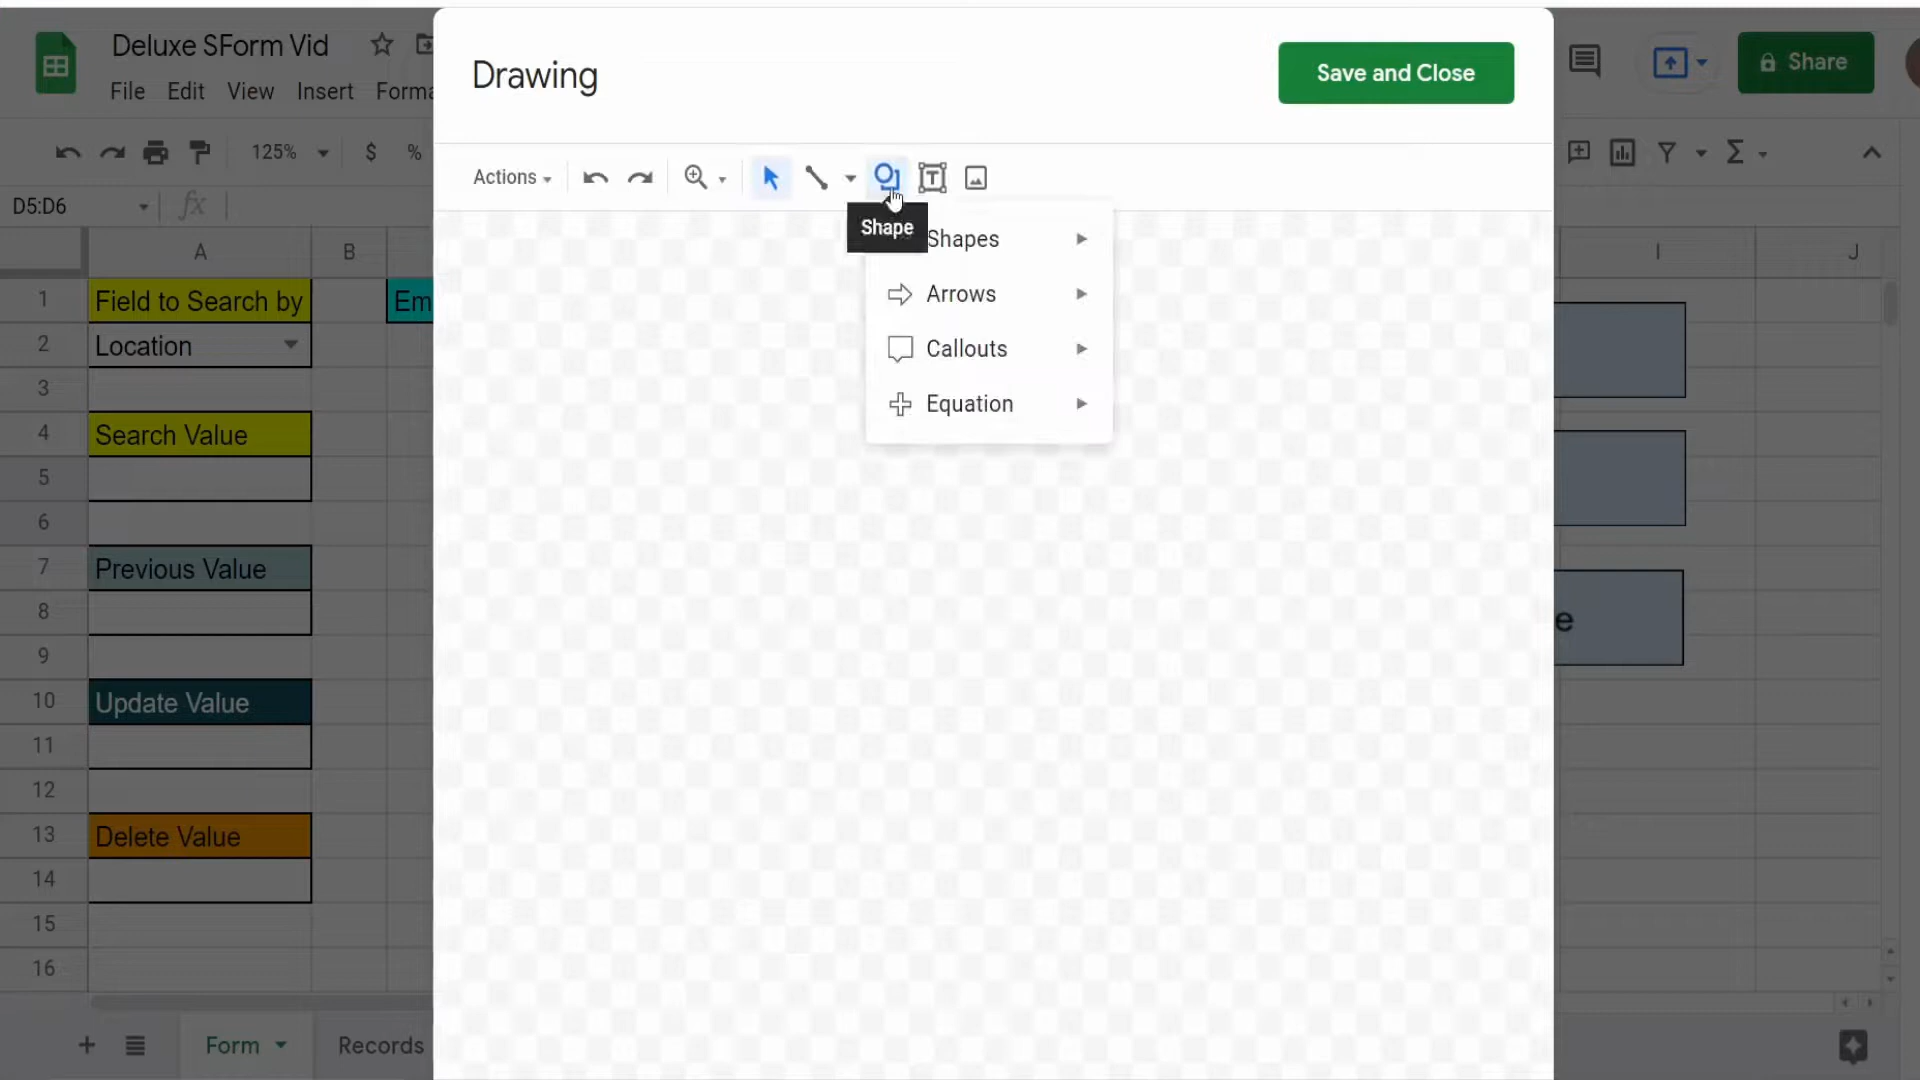 Deluxe SForm Vid
File Edit View Insert Forma
Drawing
Save and Close
Share
125% $ %
Actions
D5:D6 fx
Shape
Shapes
Arrows
Callouts
Equation
A B I J
1 Field to Search by Em
2 Location
3
4 Search Value
5
6
7 Previous Value
8
9 e
10 Update Value
11
12
13 Delete Value
14
15
16
Form Records